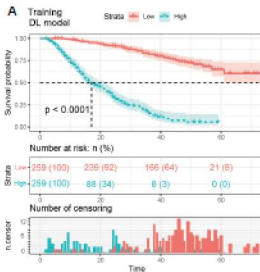 A Training
DL model
Strata Low High
Survival probability
1.00
0.75
0.50
0.25
0.00
p < 0.0001
0 20 40 60
Number at risk: n (%)
Strata
Low 259 (100) 239 (92) 166 (64) 21 (8)
High 259 (100) 88 (34) 8 (3) 0 (0)
Number of censoring
n.censor
12
0
0 20 40 60
Time